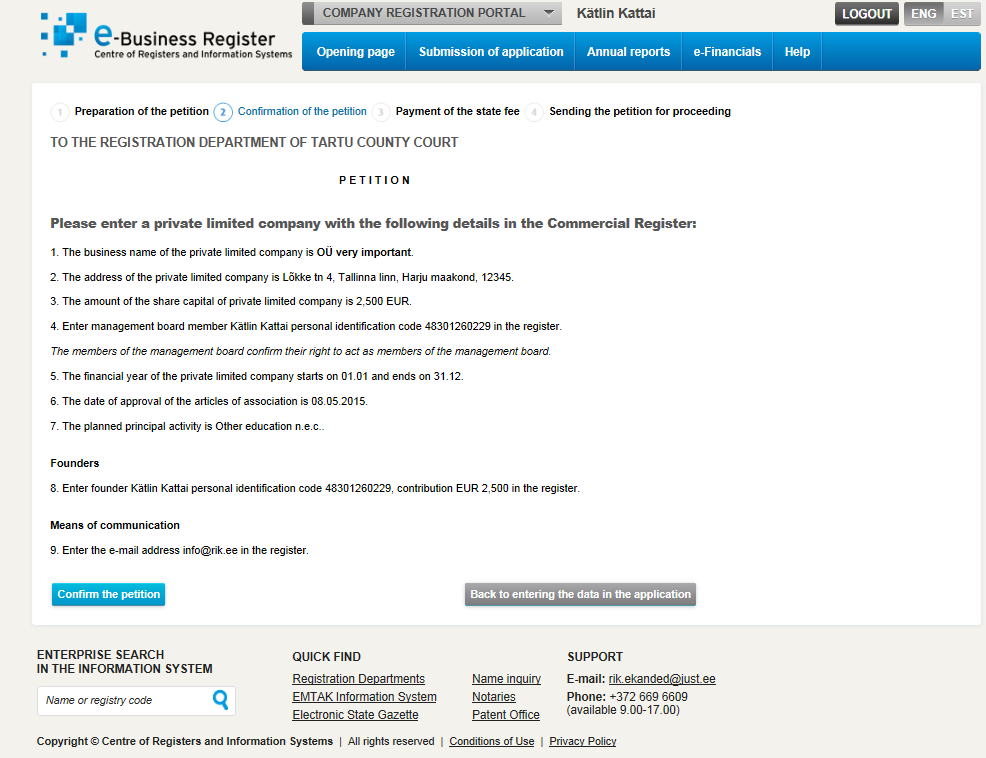 COMPANY REGISTRATION PORTAL Kätlin Kattai LOGOUT ENG EST
e-Business Register
Centre of Registers and Information Systems
Opening page Submission of application Annual reports e-Financials Help
1 Preparation of the petition 2 Confirmation of the petition 3 Payment of the state fee 4 Sending the petition for proceeding
TO THE REGISTRATION DEPARTMENT OF TARTU COUNTY COURT
PETITION
Please enter a private limited company with the following details in the Commercial Register:
1. The business name of the private limited company is OÜ very important.
2. The address of the private limited company is Lõkke tn 4, Tallinna linn, Harju maakond, 12345.
3. The amount of the share capital of private limited company is 2,500 EUR.
4. Enter management board member Kätlin Kattai personal identification code 48301260229 in the register.
The members of the management board confirm their right to act as members of the management board.
5. The financial year of the private limited company starts on 01.01 and ends on 31.12.
6. The date of approval of the articles of association is 08.05.2015.
7. The planned principal activity is Other education n.e.c..
Founders
8. Enter founder Kätlin Kattai personal identification code 48301260229, contribution EUR 2,500 in the register.
Means of communication
9. Enter the e-mail address info@rik.ee in the register.
Confirm the petition Back to entering the data in the application
ENTERPRISE SEARCH
IN THE INFORMATION SYSTEM
Name or registry code
QUICK FIND
Registration Departments Name inquiry
EMTAK Information System Notaries
Electronic State Gazette Patent Office
SUPPORT
E-mail: rik.ekanded@just.ee
Phone: +372 669 6609
(available 9.00-17.00)
Copyright © Centre of Registers and Information Systems | All rights reserved | Conditions of Use | Privacy Policy